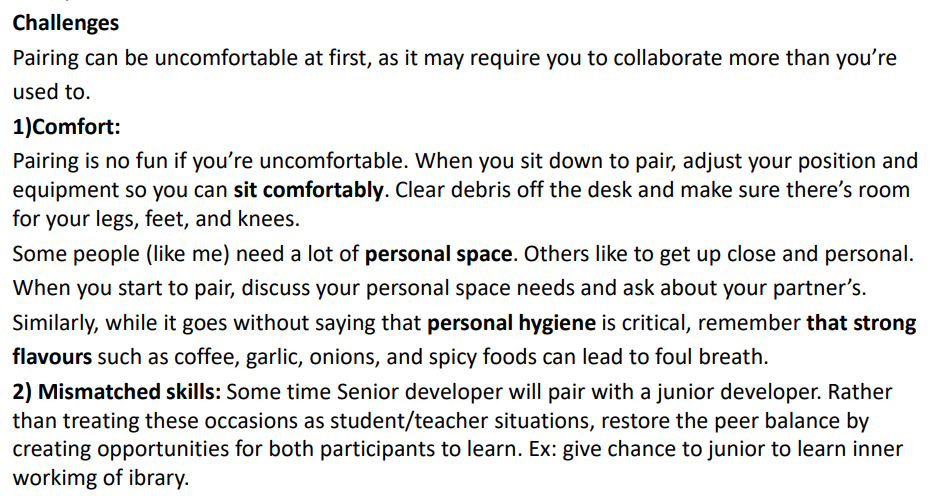 Challenges
Pairing can be uncomfortable at first, as it may require you to collaborate more than you’re
used to.
1)Comfort:
Pairing is no fun if you’re uncomfortable. When you sit down to pair, adjust your position and
equipment so you can sit comfortably. Clear debris off the desk and make sure there’s room
for your legs, feet, and knees.
Some people (like me) need a lot of personal space. Others like to get up close and personal.
When you start to pair, discuss your personal space needs and ask about your partner’s.
Similarly, while it goes without saying that personal hygiene is critical, remember that strong
flavours such as coffee, garlic, onions, and spicy foods can lead to foul breath.
2) Mismatched skills: Some time Senior developer will pair with a junior developer. Rather
than treating these occasions as student/teacher situations, restore the peer balance by
creating opportunities for both participants to learn. Ex: give chance to junior to learn inner
workimg of ibrary.